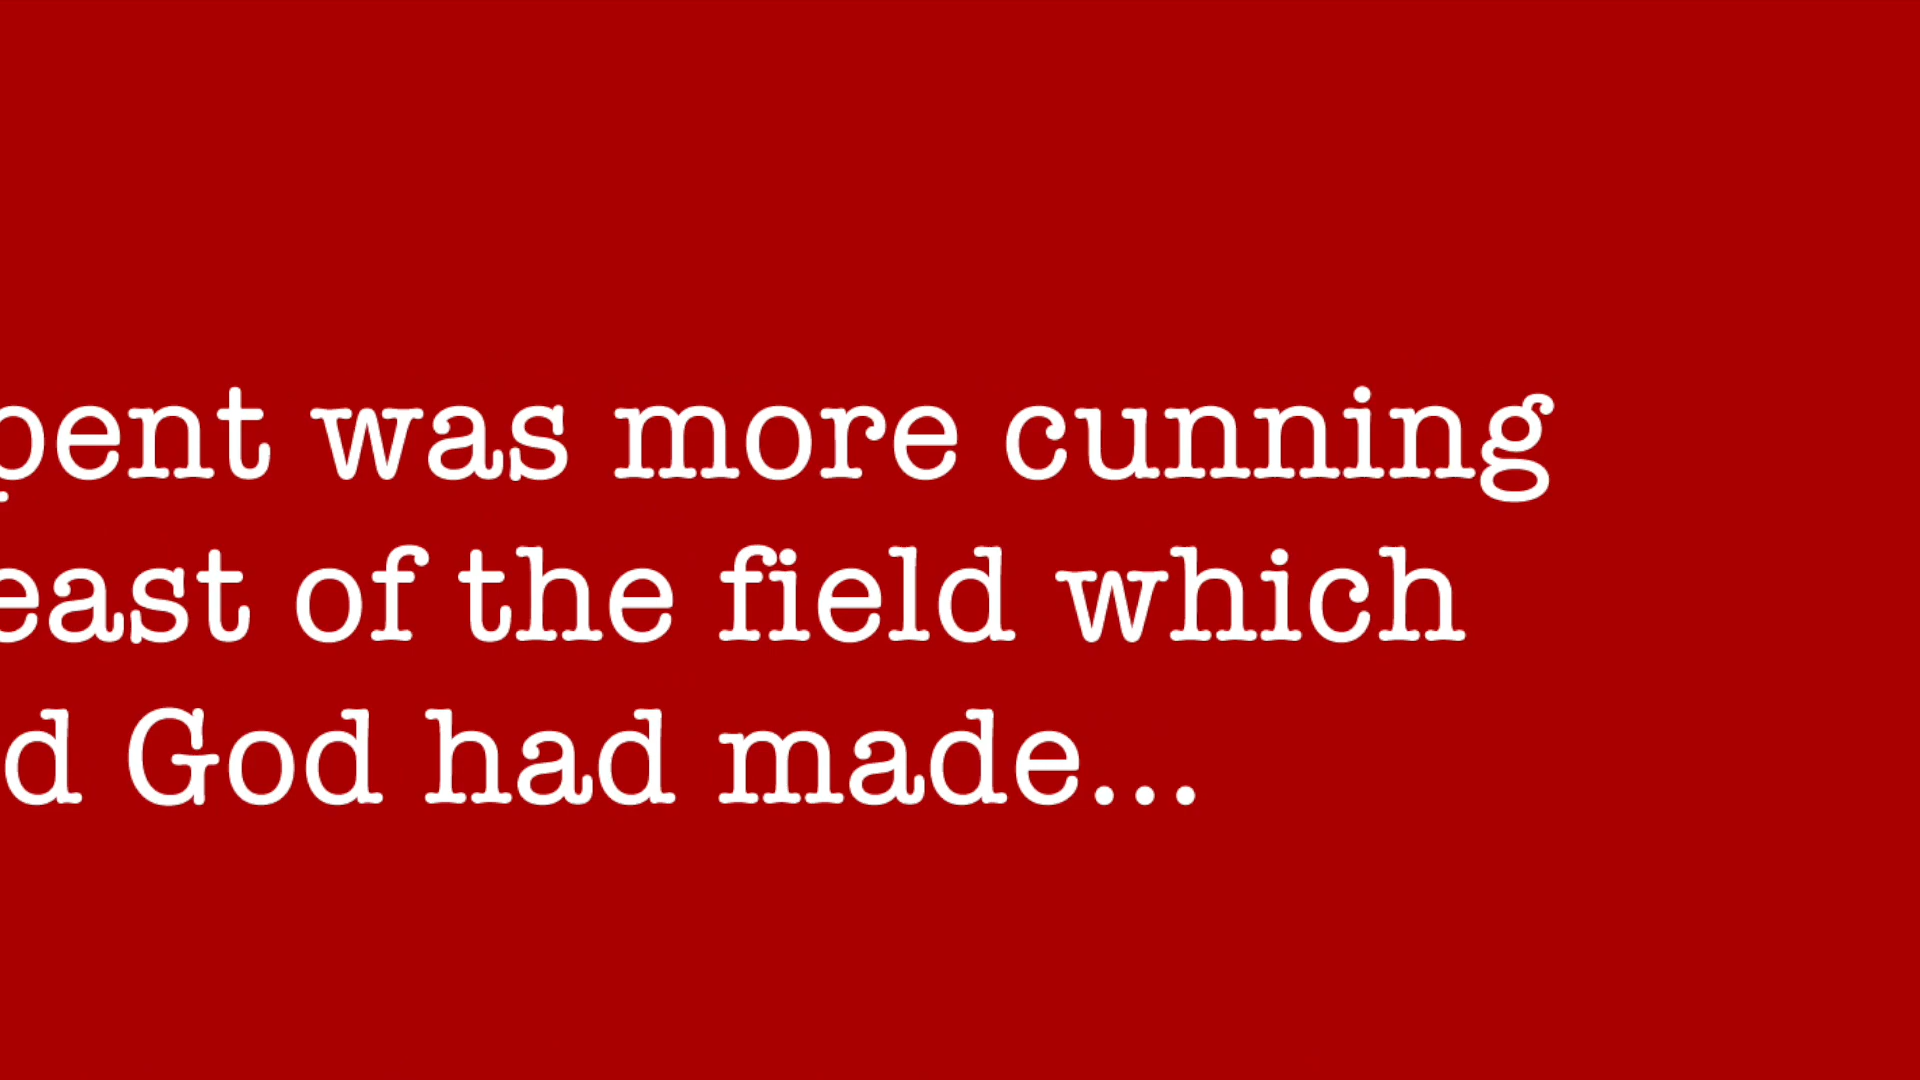 pent was more cunning
east of the field which
d God had made...